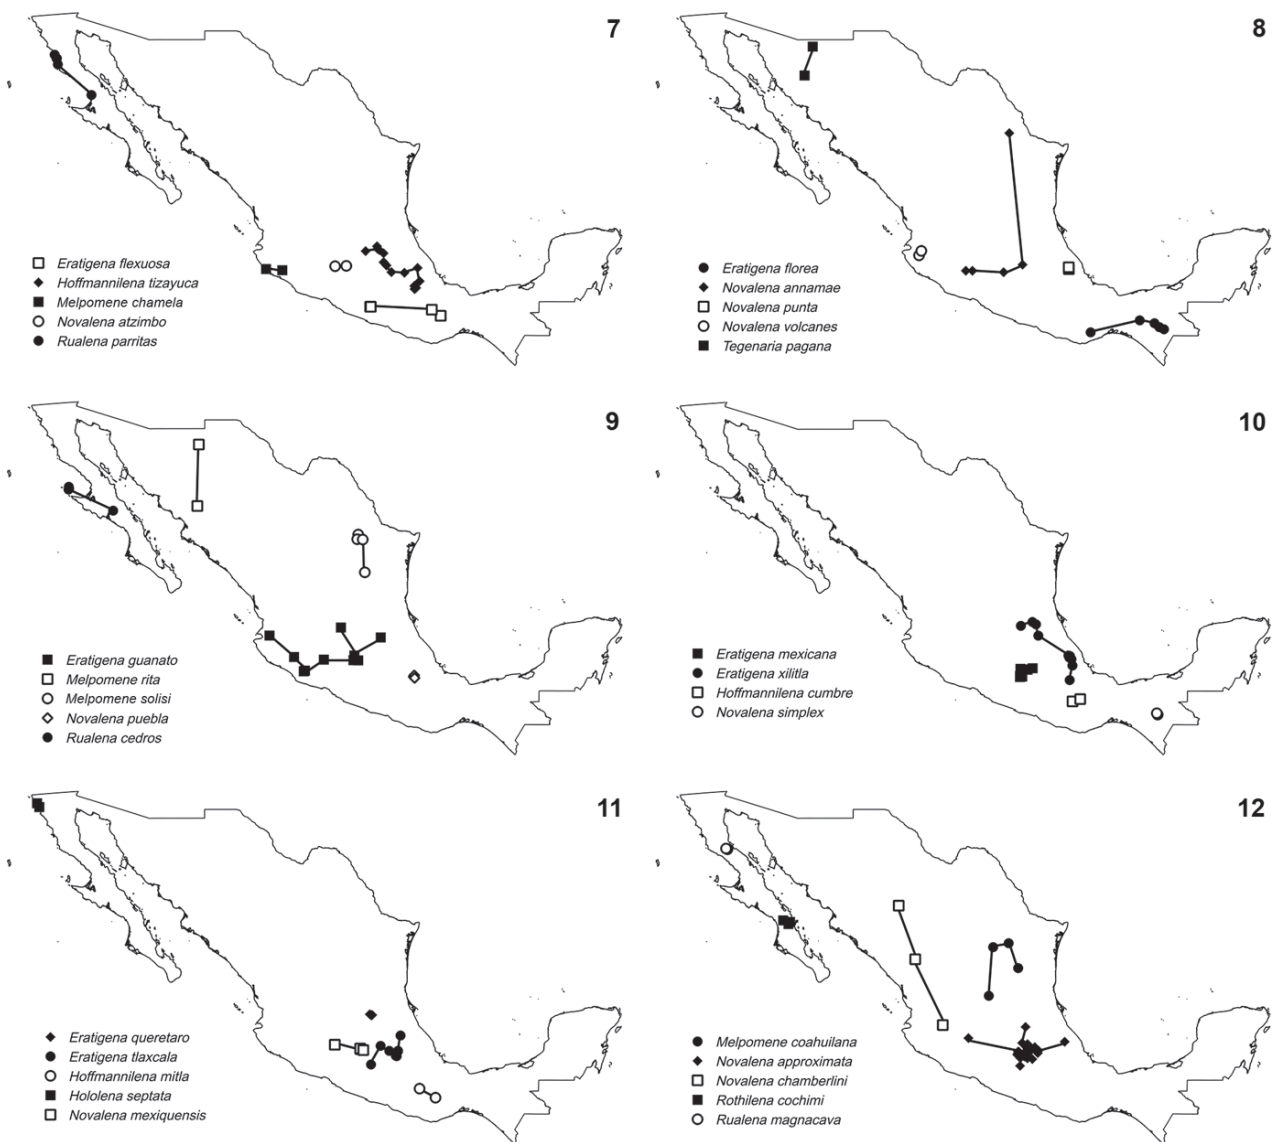 7
Eratigena flexuosa
Hoffmannilena tizayuca
Melpomene chamela
Novalena atzimbo
Rualena parritas
8
Eratigena florea
Novalena annamae
Novalena punta
Novalena volcanes
Tegenaria pagana
9
Eratigena guanato
Melpomene rita
Melpomene solisi
Novalena puebla
Rualena cedros
10
Eratigena mexicana
Eratigena xilitla
Hoffmannilena cumbre
Novalena simplex
11
Eratigena queretaro
Eratigena tlaxcala
Hoffmannilena mitla
Hololena septata
Novalena mexiquensis
12
Melpomene coahuilana
Novalena approximata
Novalena chamberlini
Rothilena cochimi
Rualena magnacava